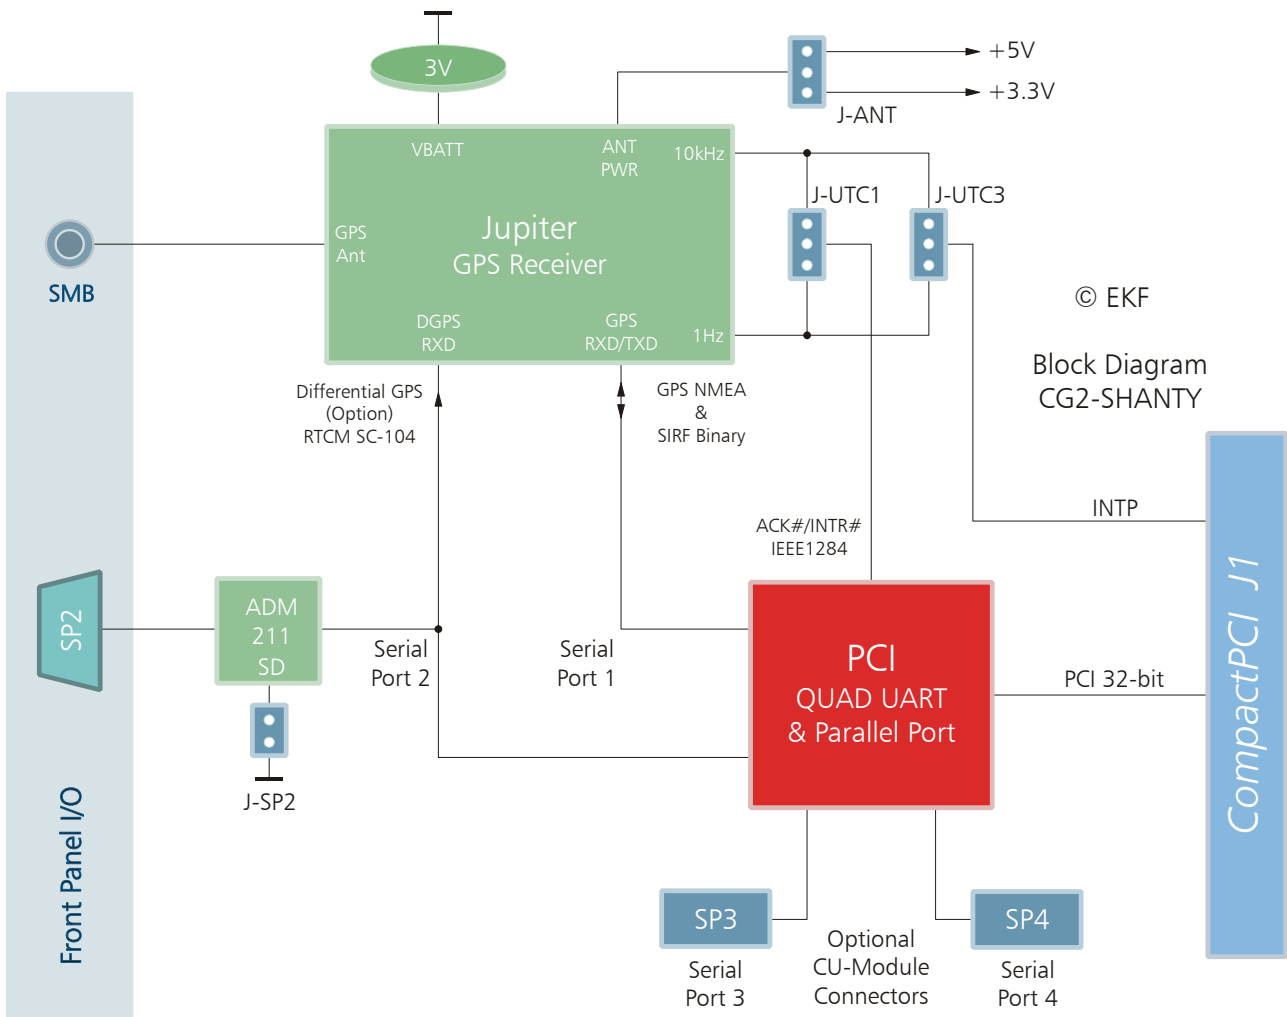 3V
+5V
+3.3V
J-ANT
VBATT
ANT
PWR
10kHz
J-UTC1
J-UTC3
GPS
Ant
Jupiter
GPS Receiver
SMB
DGPS
RXD
GPS
RXD/TXD
1Hz
© EKF
Block Diagram
CG2-SHANTY
Differential GPS
(Option)
RTCM SC-104
GPS NMEA
&
SIRF Binary
INTP
ACK#/INTR#
IEEE1284
SP2
ADM
211
SD
Serial
Port 2
Serial
Port 1
PCI
QUAD UART
& Parallel Port
PCI 32-bit
CompactPCI J1
J-SP2
Front Panel I/O
SP3
SP4
Optional
CU-Module
Connectors
Serial
Port 3
Serial
Port 4